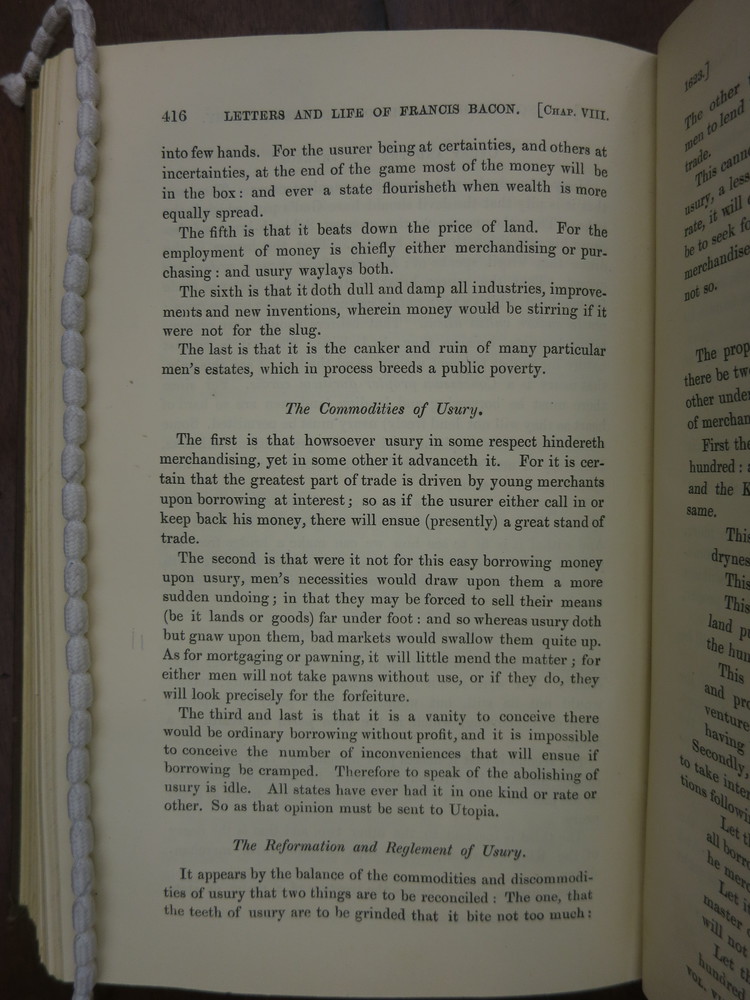 416 LETTERS AND LIFE OF FRANCIS BACON. [CHAP. VIII.
into few hands. For the usurer being at certainties, and others at
incertainties, at the end of the game most of the money will be
in the box: and ever a state flourisheth when wealth is more
equally spread.
The fifth is that it beats down the price of land. For the
employment of money is chiefly either merchandising or pur-
chasing: and usury waylays both.
The sixth is that it doth dull and damp all industries, improve-
ments and new inventions, wherein money would be stirring if it
were not for the slug.
The last is that it is the canker and ruin of many particular
men's estates, which in process breeds a public poverty.
The Commodities of Usury.
The first is that howsoever usury in some respect hindereth
merchandising, yet in some other it advanceth it. For it is cer-
tain that the greatest part of trade is driven by young merchants
upon borrowing at interest; so as if the usurer either call in or
keep back his money, there will ensue (presently) a great stand of
trade.
The second is that were it not for this easy borrowing money
upon usury, men's necessities would draw upon them a more
sudden undoing; in that they may be forced to sell their means
(be it lands or goods) far under foot: and so whereas usury doth
but gnaw upon them, bad markets would swallow them quite up.
As for mortgaging or pawning, it will little mend the matter; for
either men will not take pawns without use, or if they do, they
will look precisely for the forfeiture.
The third and last is that it is a vanity to conceive there
would be ordinary borrowing without profit, and it is impossible
to conceive the number of inconveniences that will ensue if
borrowing be cramped. Therefore to speak of the abolishing of
usury is idle. All states have ever had it in one kind or rate or
other. So as that opinion must be sent to Utopia.
The Reformation and Reglement of Usury.
It appears by the balance of the commodities and discommodi-
ties of usury that two things are to be reconciled: The one, that
the teeth of usury are to be grinded that it bite not too much:
1623.]
The other
men to lend
trade.
This
usury, a
rate, it will
be to seek
merchandise
not so.
The
there be
other under
of
First the
hundred:
and the
same.
This
This
This
land
the
This
and
venture
having
Secondly,
to take
tions
Let
all
he
Let
master
will not
Let
hundred
VOL.